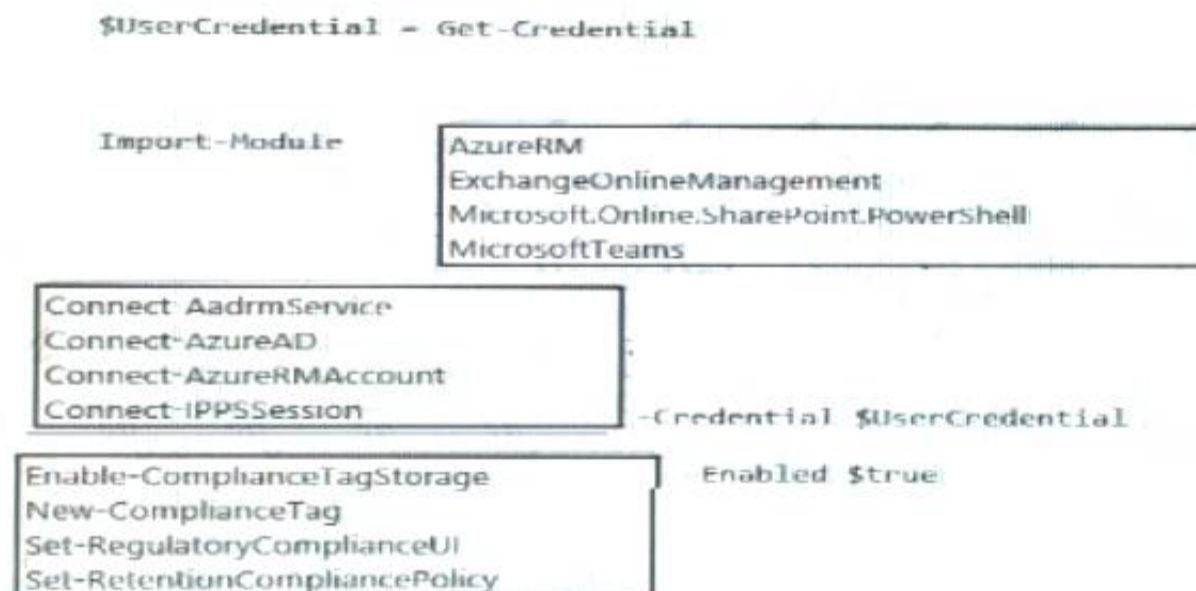 $UserCredential = Get-Credential
Import-Module
AzureRM
ExchangeOnlineManagement
Microsoft.Online.SharePoint.PowerShell
MicrosoftTeams
Connect-AadrmService
Connect-AzureAD
Connect-AzureRMAccount
Connect-IPPSSession
-Credential $UserCredential
Enable-ComplianceTagStorage
-Enabled $true
New-ComplianceTag
Set-RegulatoryComplianceUI
Set-RetentionCompliancePolicy